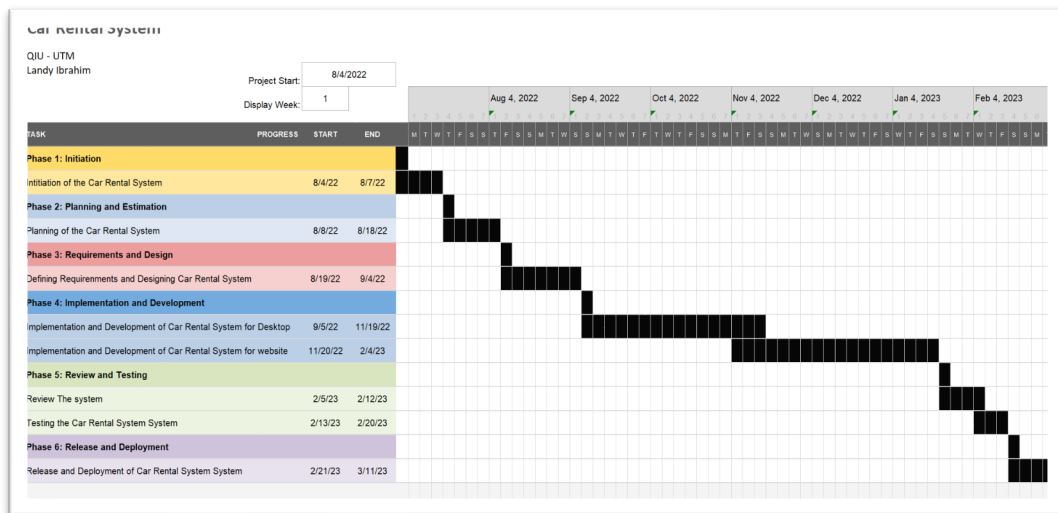 Car Rental System
QIU - UTM
Landy Ibrahim
Project Start: 8/4/2022
Display Week: 1
Aug 4, 2022 Sep 4, 2022 Oct 4, 2022 Nov 4, 2022 Dec 4, 2022 Jan 4, 2023 Feb 4, 2023
TASK PROGRESS START END
Phase 1: Initiation
Intitiation of the Car Rental System 8/4/22 8/7/22
Phase 2: Planning and Estimation
Planning of the Car Rental System 8/8/22 8/18/22
Phase 3: Requirements and Design
Defining Requirenments and Designing Car Rental System 8/19/22 9/4/22
Phase 4: Implementation and Development
Implementation and Development of Car Rental System for Desktop 9/5/22 11/19/22
Implementation and Development of Car Rental System for website 11/20/22 2/4/23
Phase 5: Review and Testing
Review The system 2/5/23 2/12/23
Testing the Car Rental System System 2/13/23 2/20/23
Phase 6: Release and Deployment
Release and Deployment of Car Rental System System 2/21/23 3/11/23